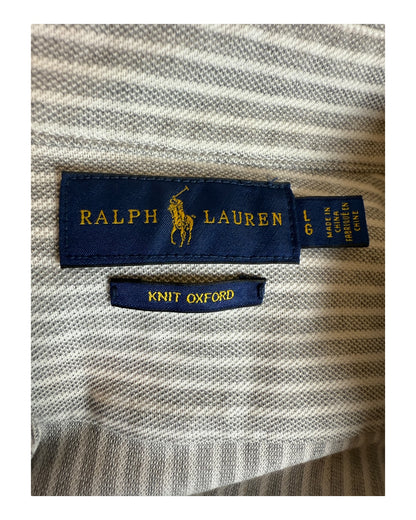 RALPH LAUREN
L
G
MADE IN
CHINA
FABRIQUÉ EN
CHINE
KNIT OXFORD